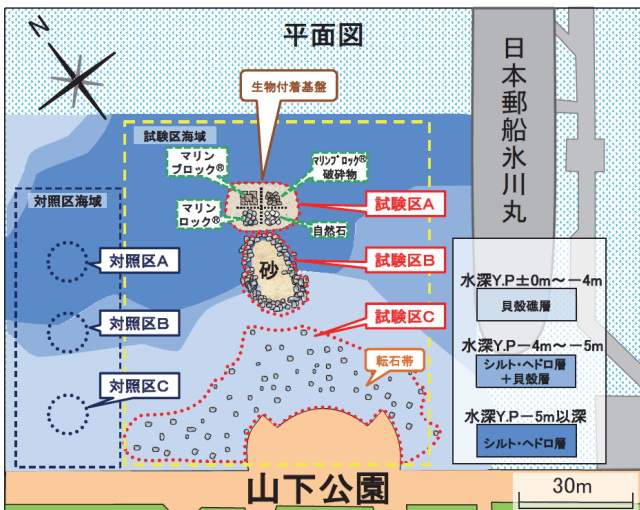 平面図
N
生物付着基盤
試験区海域
マリン
ブロック®
マリンブロック®
破砕物
マリン
ロック®
自然石
試験区A
対照区海域
対照区A
砂
試験区B
対照区B
試験区C
対照区C
転石帯
日本郵船氷川丸
水深Y.P±0m~-4m
貝殻礁層
水深Y.P-4m~-5m
シルト・ヘドロ層
+貝殻層
水深Y.P-5m以深
シルト・ヘドロ層
山下公園
30m